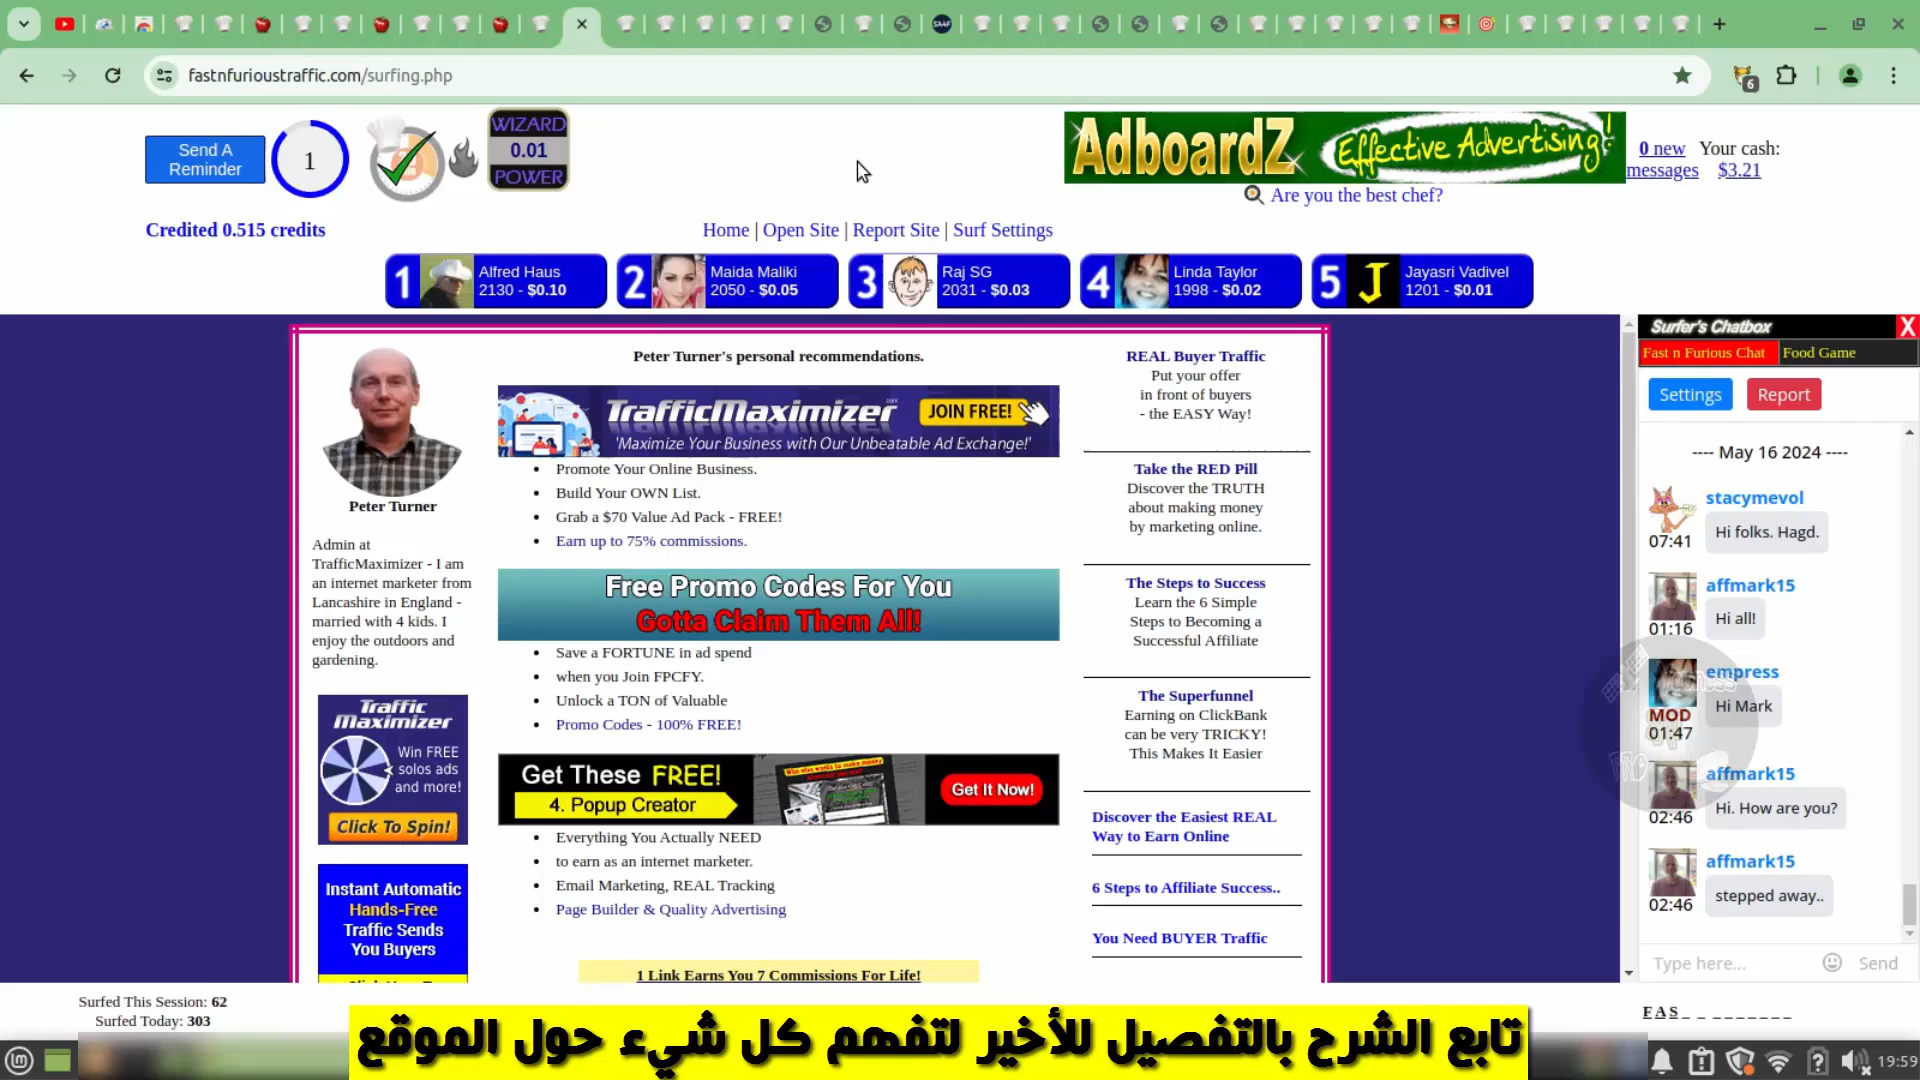 fastnfurioustraffic.com/surfing.php
6
Send A
Reminder
1
WIZARD
0.01
POWER
AdboardZ
Effective Advertising!
0 new
messages
Your cash:
$3.21
Are you the best chef?
Credited 0.515 credits
Home | Open Site | Report Site | Surf Settings
1 Alfred Haus
2130 - $0.10
2 Maida Maliki
2050 - $0.05
3 Raj SG
2031 - $0.03
4 Linda Taylor
1998 - $0.02
5 J Jayasri Vadivel
1201 - $0.01
Peter Turner
Admin at
TrafficMaximizer - I am
an internet marketer from
Lancashire in England -
married with 4 kids. I
enjoy the outdoors and
gardening.
Traffic
Maximizer
Win FREE
solos ads
and more!
Click To Spin!
Instant Automatic
Hands-Free
Traffic Sends
You Buyers
Peter Turner's personal recommendations.
TrafficMaximizer.com
JOIN FREE!
'Maximize Your Business with Our Unbeatable Ad Exchange!'
• Promote Your Online Business.
• Build Your OWN List.
• Grab a $70 Value Ad Pack - FREE!
• Earn up to 75% commissions.
Free Promo Codes For You
Gotta Claim Them All!
• Save a FORTUNE in ad spend
• when you Join FPCFY.
• Unlock a TON of Valuable
• Promo Codes - 100% FREE!
Get These FREE!
4. Popup Creator
Get It Now!
• Everything You Actually NEED
• to earn as an internet marketer.
• Email Marketing, REAL Tracking
• Page Builder & Quality Advertising
1 Link Earns You 7 Commissions For Life!
REAL Buyer Traffic
Put your offer
in front of buyers
- the EASY Way!
Take the RED Pill
Discover the TRUTH
about making money
by marketing online.
The Steps to Success
Learn the 6 Simple
Steps to Becoming a
Successful Affiliate
The Superfunnel
Earning on ClickBank
can be very TRICKY!
This Makes It Easier
Discover the Easiest REAL
Way to Earn Online
6 Steps to Affiliate Success..
You Need BUYER Traffic
Surfer's Chatbox
X
Fast n Furious Chat
Food Game
Settings
Report
---- May 16 2024 ----
stacymevol
Hi folks. Hagd.
07:41
affmark15
Hi all!
01:16
empress
Hi Mark
MOD
01:47
affmark15
Hi. How are you?
02:46
affmark15
stepped away..
02:46
Type here...
Send
Surfed This Session: 62
Surfed Today: 303
F A S _ _ _ _ _ _ _ _ _
تابع الشرح بالتفصيل للأخير لتفهم كل شيء حول الموقع
19:59